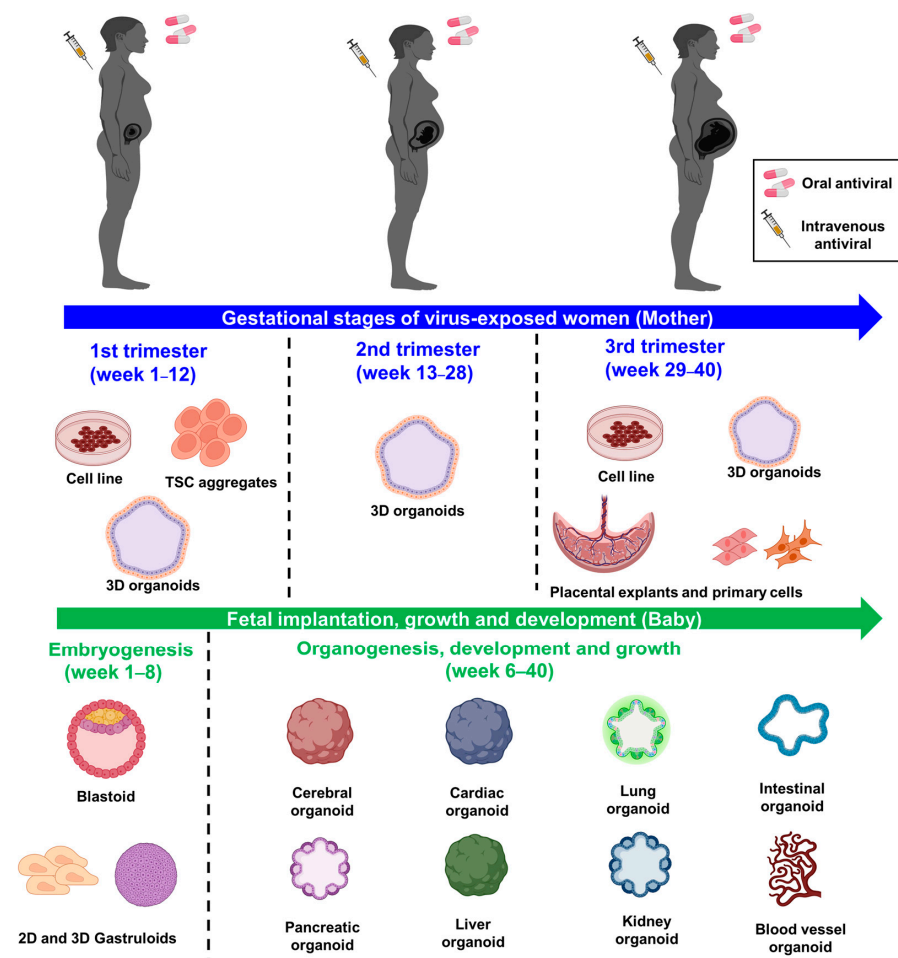 Oral antiviral
Intravenous
antiviral
Gestational stages of virus-exposed women (Mother)
1st trimester
(week 1–12)
2nd trimester
(week 13–28)
3rd trimester
(week 29–40)
Cell line
TSC aggregates
3D organoids
3D organoids
Cell line
3D organoids
Placental explants and primary cells
Fetal implantation, growth and development (Baby)
Embryogenesis
(week 1–8)
Organogenesis, development and growth
(week 6–40)
Blastoid
2D and 3D Gastruloids
Cerebral
organoid
Cardiac
organoid
Lung
organoid
Intestinal
organoid
Pancreatic
organoid
Liver
organoid
Kidney
organoid
Blood vessel
organoid